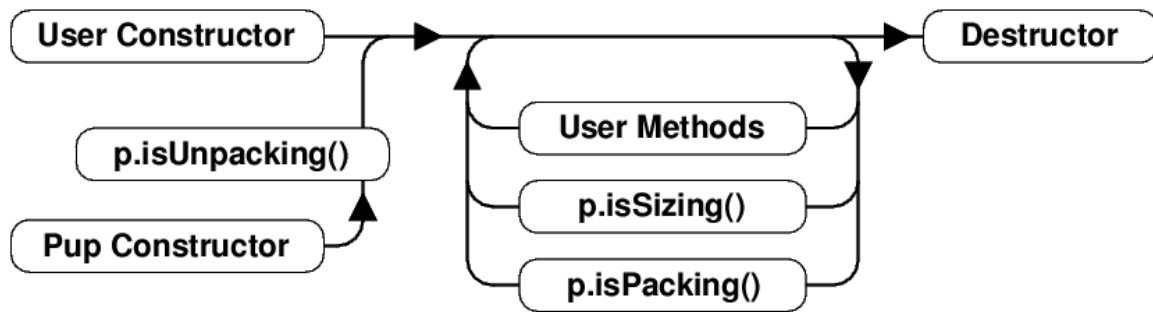 User Constructor
Destructor
User Methods
p.isUnpacking()
p.isSizing()
Pup Constructor
p.isPacking()